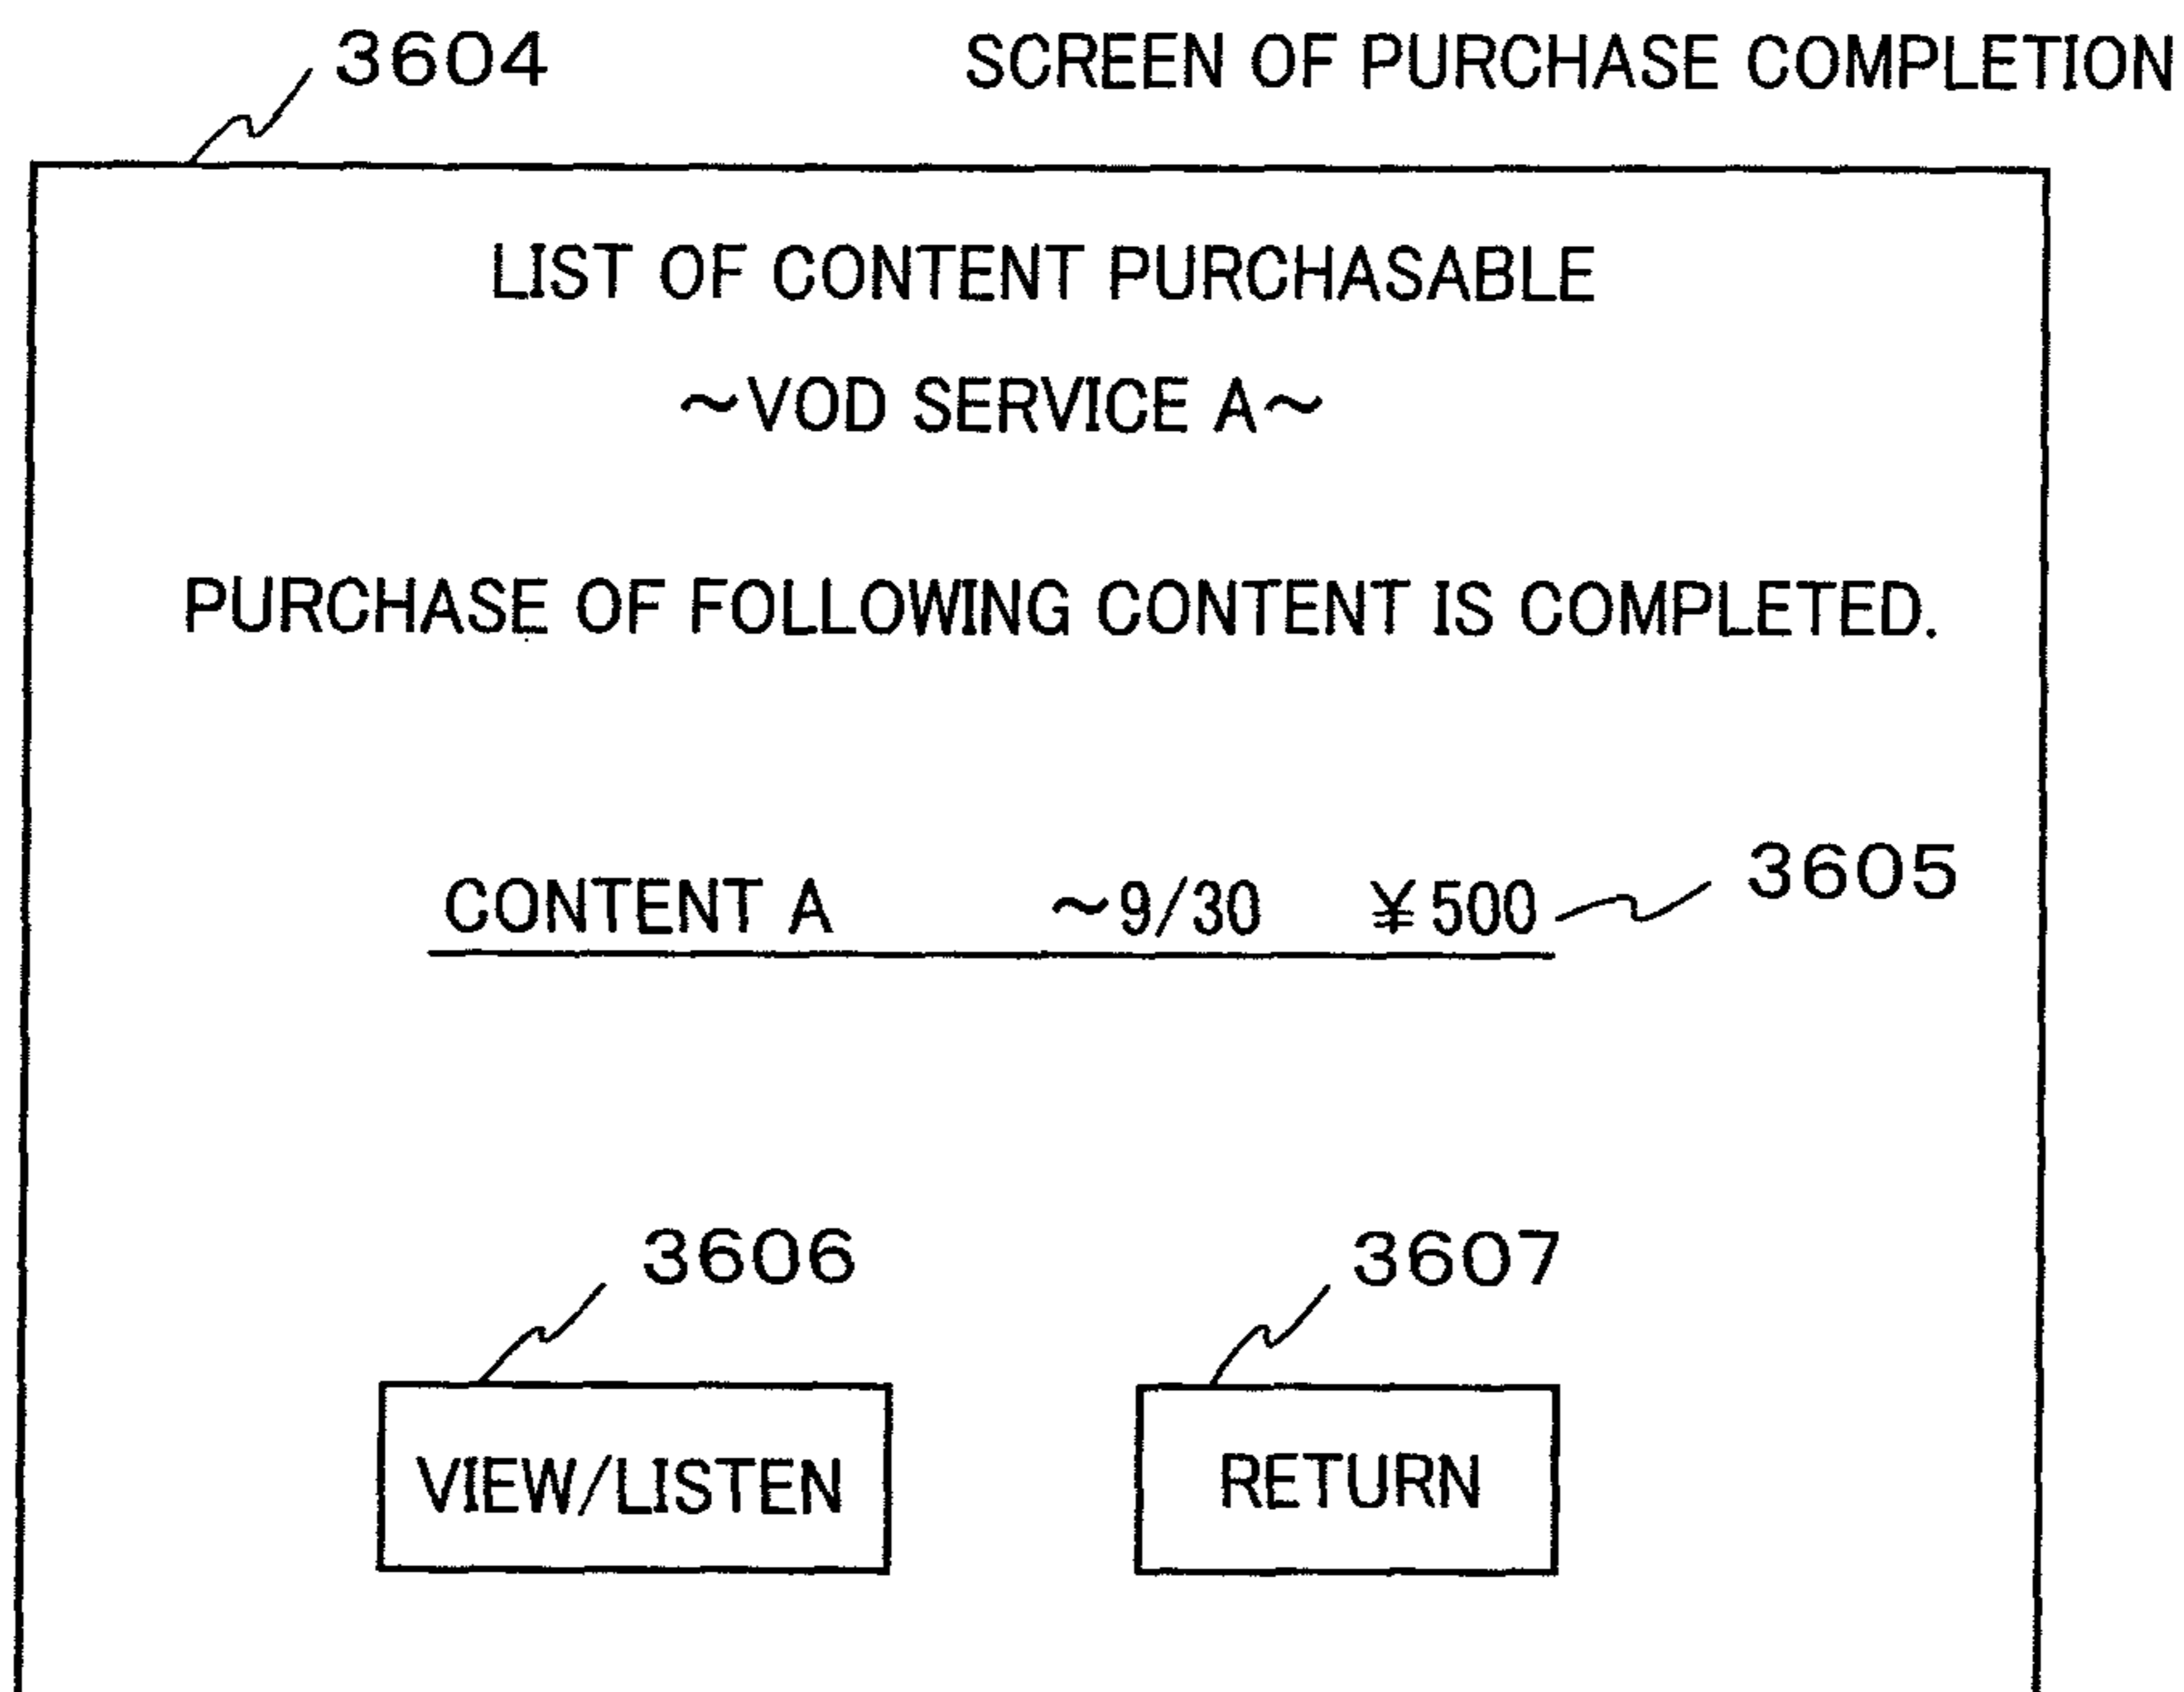 3604 SCREEN OF PURCHASE COMPLETION
LIST OF CONTENT PURCHASABLE
~VOD SERVICE A~
PURCHASE OF FOLLOWING CONTENT IS COMPLETED.
CONTENT A ~9/30 ¥500 3605
3606 3607
VIEW/LISTEN RETURN